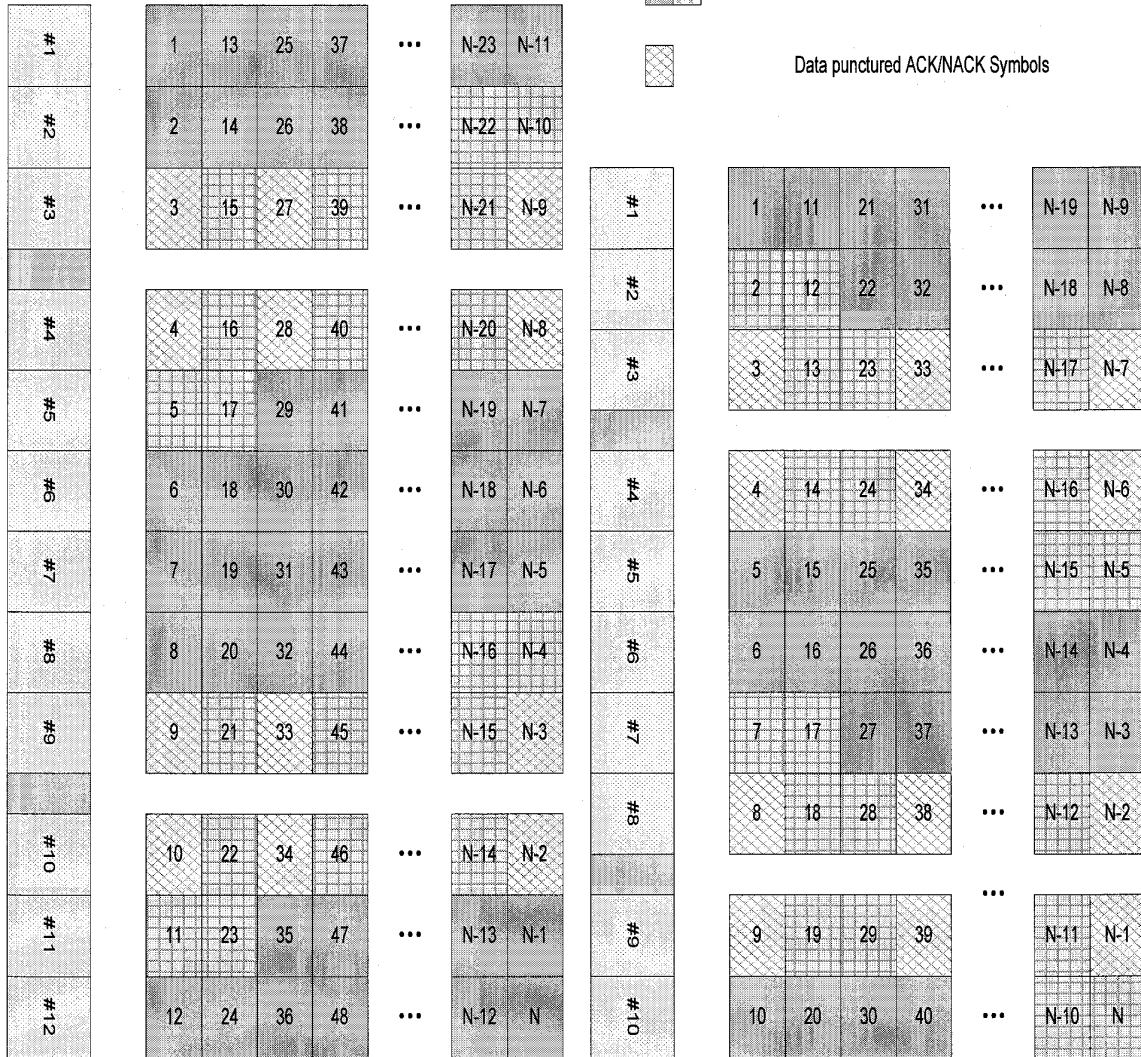 Data punctured ACK/NACK Symbols
#1 1 13 25 37 ... N-23 N-11
#2 2 14 26 38 ... N-22 N-10
#3 3 15 27 39 ... N-21 N-9
#4 4 16 28 40 ... N-20 N-8
#5 5 17 29 41 ... N-19 N-7
#6 6 18 30 42 ... N-18 N-6
#7 7 19 31 43 ... N-17 N-5
#8 8 20 32 44 ... N-16 N-4
#9 9 21 33 45 ... N-15 N-3
#10 10 22 34 46 ... N-14 N-2
#11 11 23 35 47 ... N-13 N-1
#12 12 24 36 48 ... N-12 N
#1 1 11 21 31 ... N-19 N-9
#2 2 12 22 32 ... N-18 N-8
#3 3 13 23 33 ... N-17 N-7
#4 4 14 24 34 ... N-16 N-6
#5 5 15 25 35 ... N-15 N-5
#6 6 16 26 36 ... N-14 N-4
#7 7 17 27 37 ... N-13 N-3
#8 8 18 28 38 ... N-12 N-2
...
#9 9 19 29 39 N-11 N-1
#10 10 20 30 40 ... N-10 N